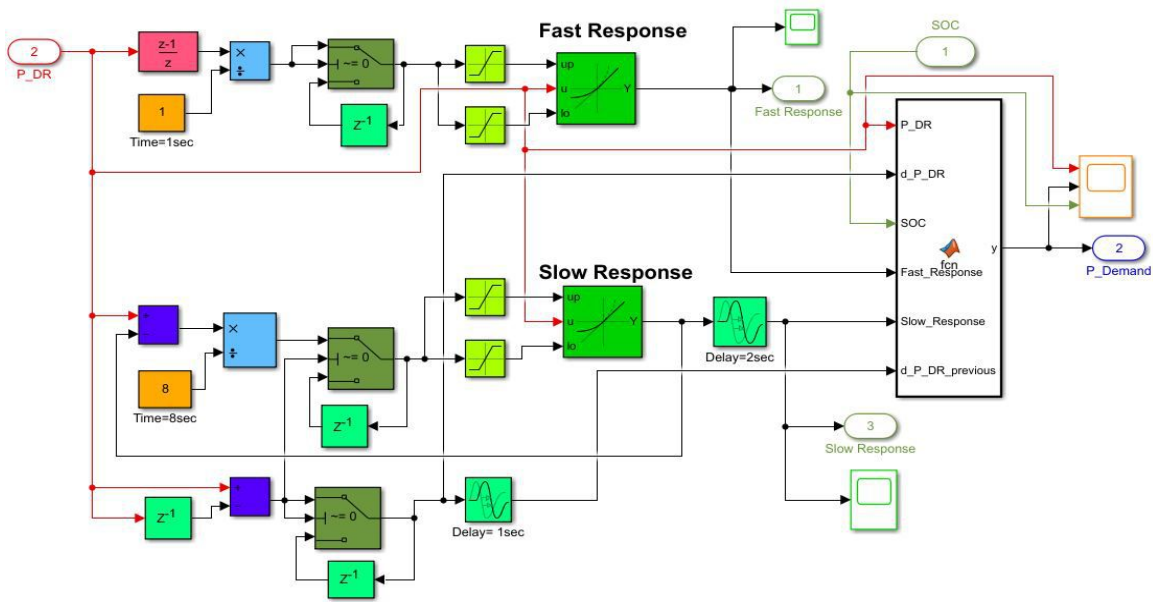 Fast Response
SOC
1
2
P_DR
z-1
z
×
÷
~= 0
up
u
lo
Y
1
Fast Response
1
Time=1sec
Z-1
P_DR
d_P_DR
SOC
fcn
y
Fast_Response
Slow_Response
d_P_DR_previous
2
P_Demand
Slow Response
+
-
×
÷
~= 0
up
u
lo
Y
Delay=2sec
8
Time=8sec
Z-1
3
Slow Response
+
-
Z-1
~= 0
Delay= 1sec
Z-1